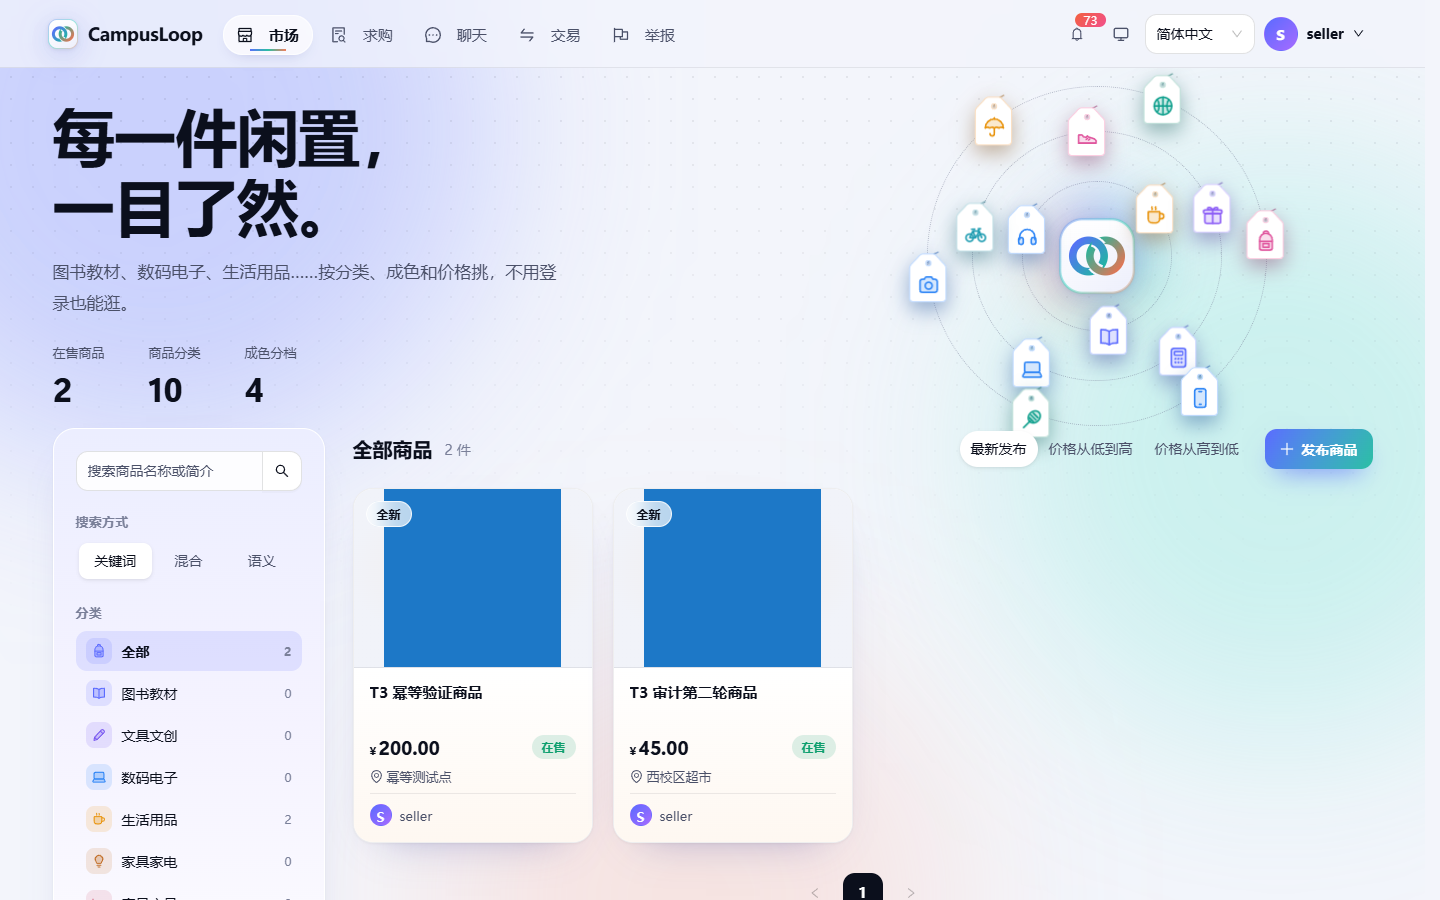 CampusLoop
市场
求购
聊天
交易
举报
73
简体中文
S
seller
每一件闲置，
一目了然。
图书教材、数码电子、生活用品……按分类、成色和价格挑，不用登
录也能逛。
在售商品
商品分类
成色分档
2
10
4
搜索商品名称或简介
搜索方式
关键词
混合
语义
分类
全部
2
图书教材
0
文具文创
0
数码电子
0
生活用品
2
家具家电
0
全部商品
2 件
最新发布
价格从低到高
价格从高到低
发布商品
全新
T3 幂等验证商品
¥200.00
在售
幂等测试点
S
seller
全新
T3 审计第二轮商品
¥45.00
在售
西校区超市
S
seller
1